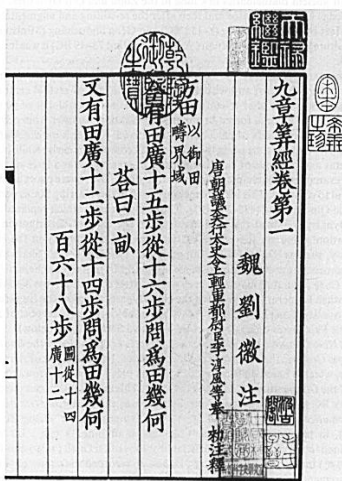 九章算經卷第一
魏劉徽注
唐朝議大夫行太史令上輕車都尉臣李淳風等奉勑注釋
方田以御田疇界域
今有田廣十五步從十六步問爲田幾何
荅曰一畝
又有田廣十二步從十四步問爲田幾何
百六十八步圖從十四廣十二